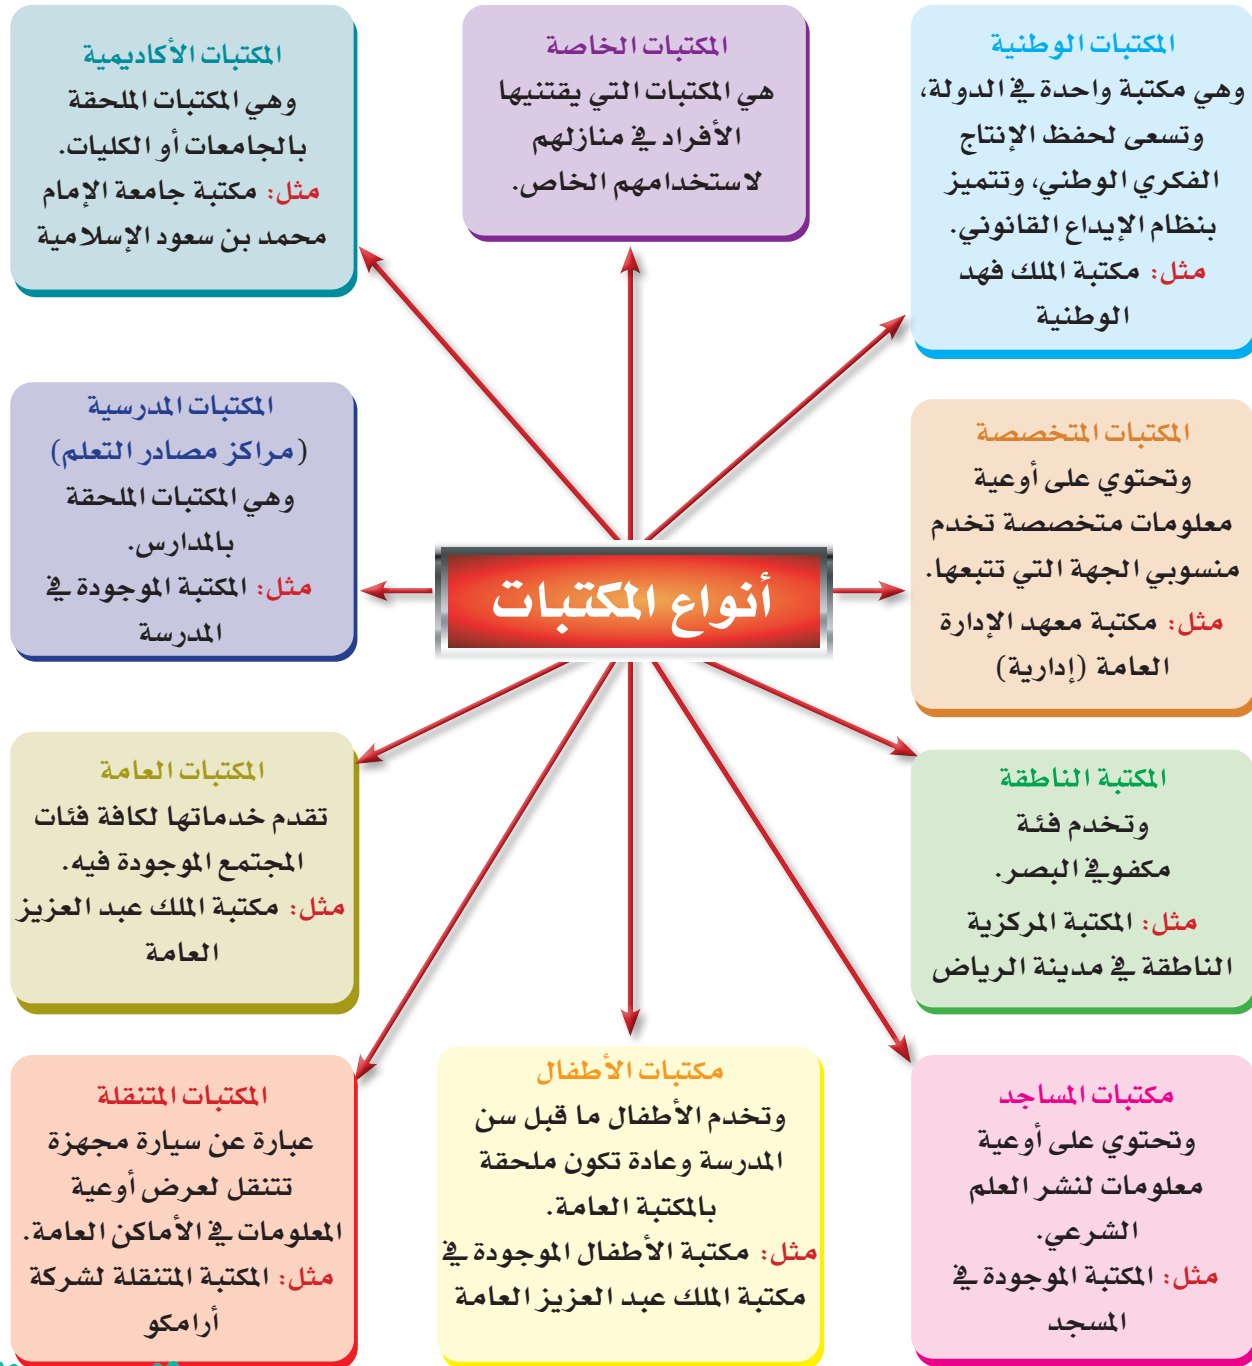 المكتبات الوطنية
وهي مكتبة واحدة في الدولة،
وتسعى لحفظ الإنتاج
الفكري الوطني، وتتميز
بنظام الإيداع القانوني.
مثل: مكتبة الملك فهد
الوطنية
المكتبات الخاصة
هي المكتبات التي يقتنيها
الأفراد في منازلهم
لاستخدامهم الخاص.
المكتبات الأكاديمية
وهي المكتبات الملحقة
بالجامعات أو الكليات.
مثل: مكتبة جامعة الإمام
محمد بن سعود الإسلامية
المكتبات المتخصصة
وتحتوي على أوعية
معلومات متخصصة تخدم
منسوبي الجهة التي تتبعها.
مثل: مكتبة معهد الإدارة
العامة (إدارية)
أنواع المكتبات
المكتبات المدرسية
(مراكز مصادر التعلم)
وهي المكتبات الملحقة
بالمدارس.
مثل: المكتبة الموجودة في
المدرسة
المكتبة الناطقة
وتخدم فئة
مكفوفي البصر.
مثل: المكتبة المركزية
الناطقة في مدينة الرياض
المكتبات العامة
تقدم خدماتها لكافة فئات
المجتمع الموجودة فيه.
مثل: مكتبة الملك عبد العزيز
العامة
مكتبات المساجد
وتحتوي على أوعية
معلومات لنشر العلم
الشرعي.
مثل: المكتبة الموجودة في
المسجد
مكتبات الأطفال
وتخدم الأطفال ما قبل سن
المدرسة وعادة تكون ملحقة
بالمكتبة العامة.
مثل: مكتبة الأطفال الموجودة في
مكتبة الملك عبد العزيز العامة
المكتبات المتنقلة
عبارة عن سيارة مجهزة
تتنقل لعرض أوعية
المعلومات في الأماكن العامة.
مثل: المكتبة المتنقلة لشركة
أرامكو